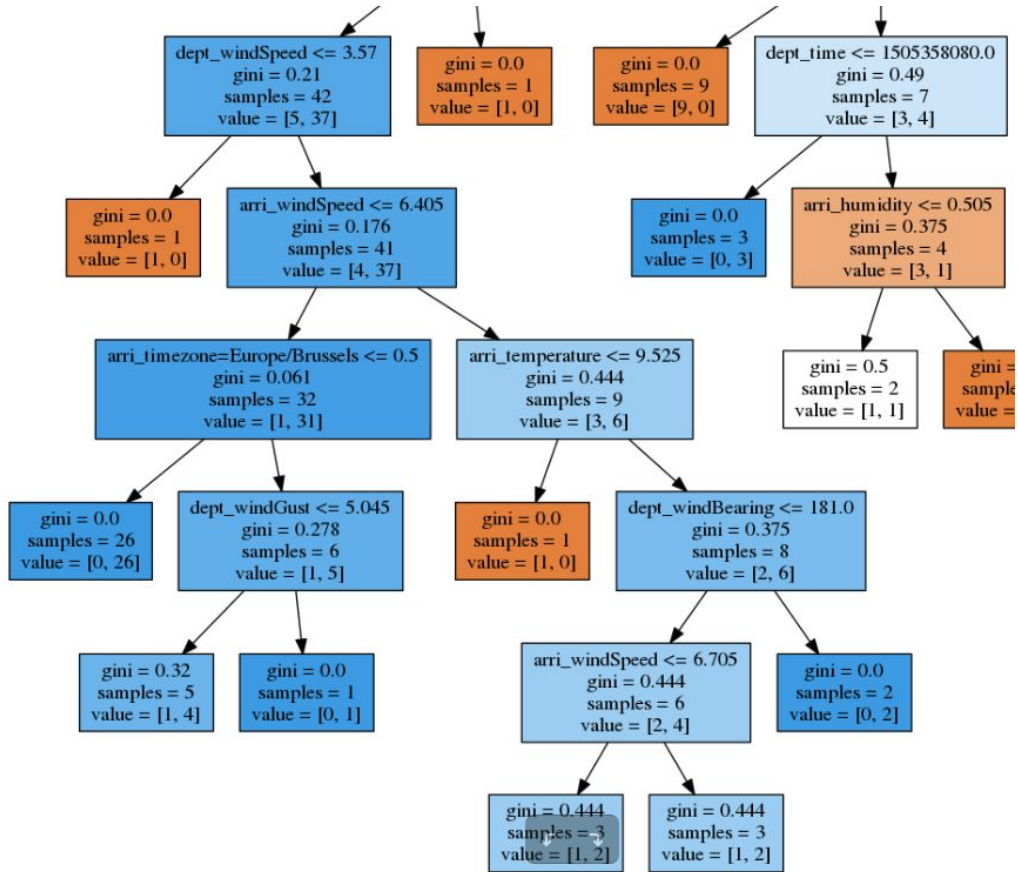 dept_windSpeed <= 3.57
gini = 0.21
samples = 42
value = [5, 37]
gini = 0.0
samples = 1
value = [1, 0]
gini = 0.0
samples = 9
value = [9, 0]
dept_time <= 1505358080.0
gini = 0.49
samples = 7
value = [3, 4]
gini = 0.0
samples = 1
value = [1, 0]
arri_windSpeed <= 6.405
gini = 0.176
samples = 41
value = [4, 37]
gini = 0.0
samples = 3
value = [0, 3]
arri_humidity <= 0.505
gini = 0.375
samples = 4
value = [3, 1]
arri_timezone=Europe/Brussels <= 0.5
gini = 0.061
samples = 32
value = [1, 31]
arri_temperature <= 9.525
gini = 0.444
samples = 9
value = [3, 6]
gini = 0.5
samples = 2
value = [1, 1]
gini =
value =
gini = 0.0
samples = 26
value = [0, 26]
dept_windGust <= 5.045
gini = 0.278
samples = 6
value = [1, 5]
gini = 0.0
samples = 1
value = [1, 0]
dept_windBearing <= 181.0
gini = 0.375
samples = 8
value = [2, 6]
gini = 0.32
samples = 5
value = [1, 4]
gini = 0.0
samples = 1
value = [0, 1]
arri_windSpeed <= 6.705
gini = 0.444
samples = 6
value = [2, 4]
gini = 0.0
samples = 2
value = [0, 2]
gini = 0.444
samples = 3
value = [1, 2]
gini = 0.444
samples = 3
value = [1, 2]